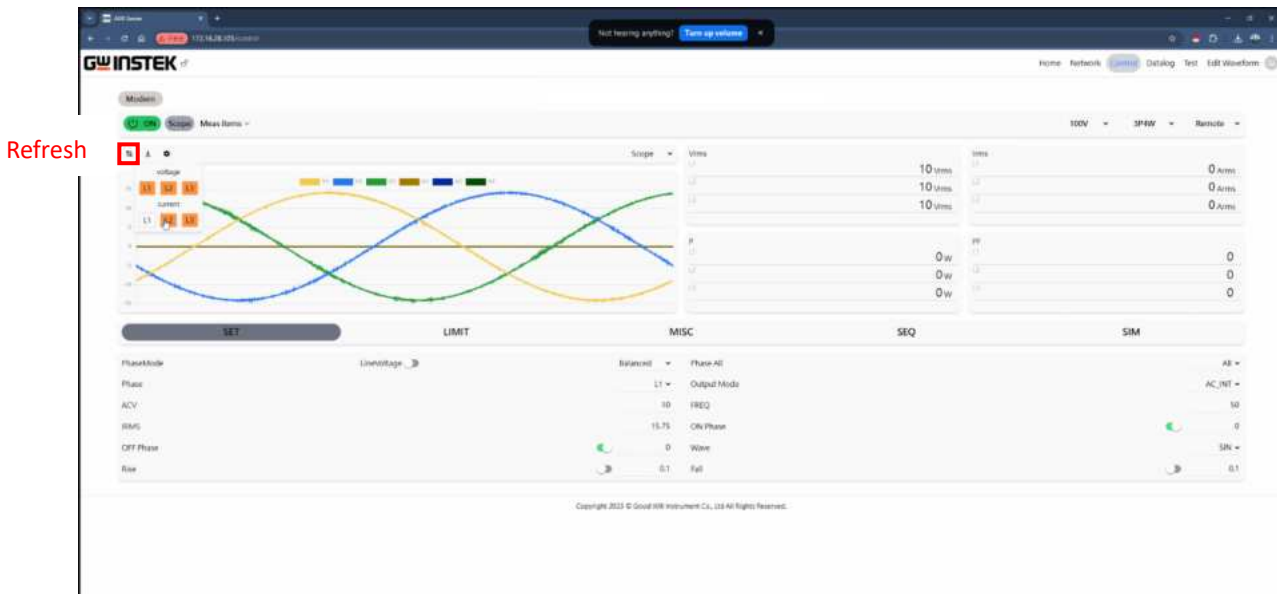 Not hearing anything? Turn up volume
GW INSTEK
Home Network Control Datalog Test Edit Waveform
ON Scope Meas Items
100V 3P4W Remote
Refresh
Scope
voltage
L1 L2 L3
current
L1 L2 L3
Vrms
10 Vrms
10 Vrms
10 Vrms
Irms
0 Arms
0 Arms
0 Arms
P
0 W
0 W
0 W
PF
0
0
0
SET LIMIT MISC SEQ SIM
PhaseMode LineVoltage Balanced Phase All All
Phase L1 Output Mode AC_INT
ACV 10 FREQ 50
IRMS 15.75 ON Phase 0
OFF Phase 0 Wave SIN
Rise 0.1 Fall 0.1
Copyright 2023 © Good Will Instrument Co., Ltd All Rights Reserved.